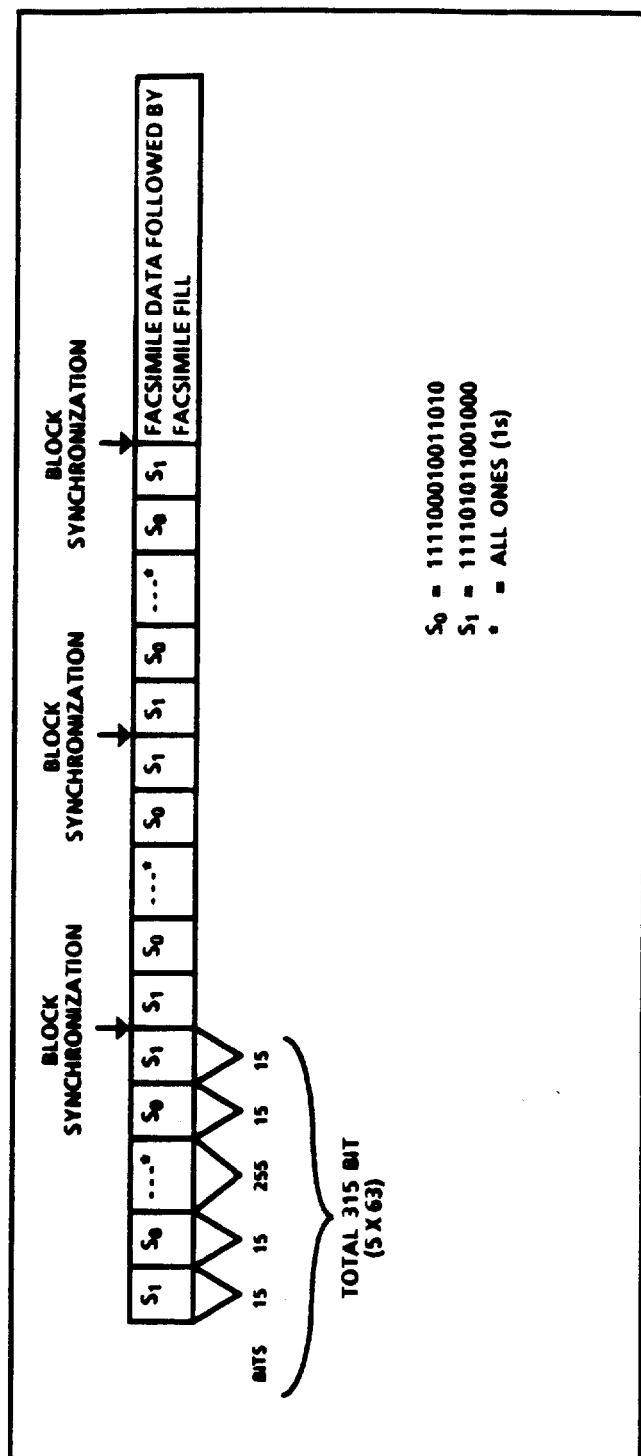 BLOCK
SYNCHRONIZATION
BLOCK
SYNCHRONIZATION
BLOCK
SYNCHRONIZATION
S₁ S₀ ---* S₀ S₁ S₁ S₀ ---* S₀ S₁ S₁ S₀ ---* S₀ S₁
FACSIMILE DATA FOLLOWED BY
FACSIMILE FILL
BITS 15 15 255 15 15
TOTAL 315 BIT
(5 X 63)
S₀ = 111100010011010
S₁ = 111101011001000
* = ALL ONES (1s)